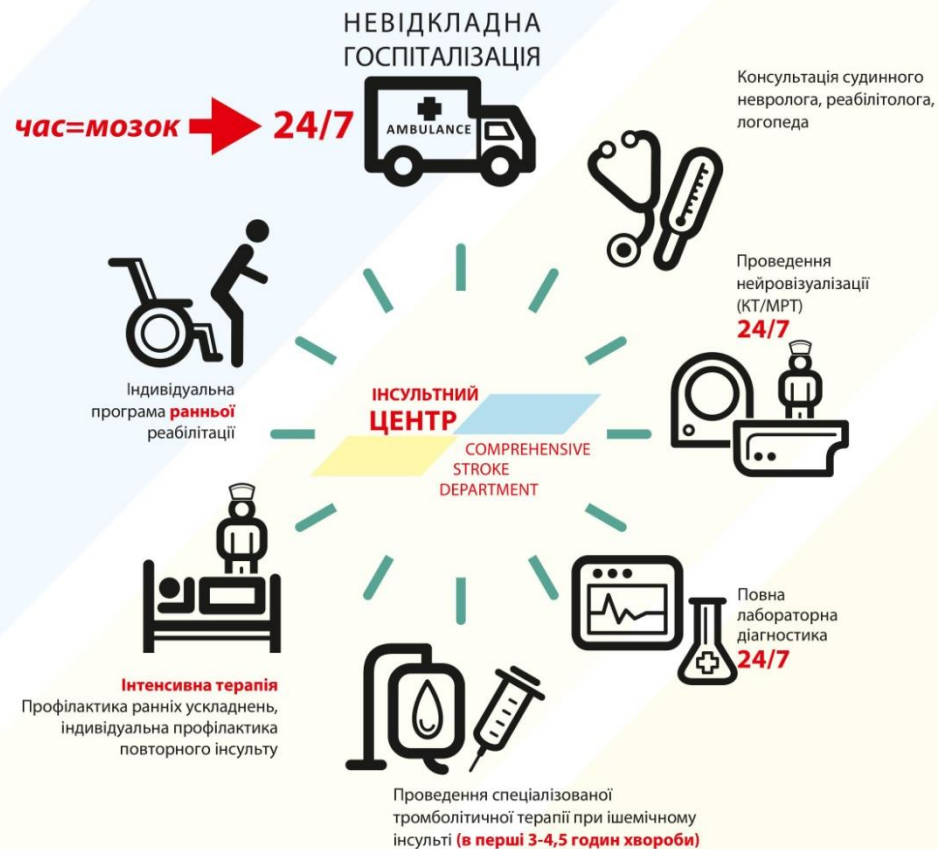 НЕВІДКЛАДНА
ГОСПІТАЛІЗАЦІЯ
час=мозок
24/7
AMBULANCE
Консультація судинного
невролога, реабілітолога,
логопеда
Проведення
нейровізуалізації
(КТ/МРТ)
24/7
Повна
лабораторна
діагностика
24/7
Проведення спеціалізованої
тромболітичної терапії при ішемічному
інсульті (в перші 3-4,5 годин хвороби)
Інтенсивна терапія
Профілактика ранніх ускладнень,
індивідуальна профілактика
повторного інсульту
Індивідуальна
програма ранньої
реабілітації
ІНСУЛЬТНИЙ
ЦЕНТР
COMPREHENSIVE
STROKE
DEPARTMENT